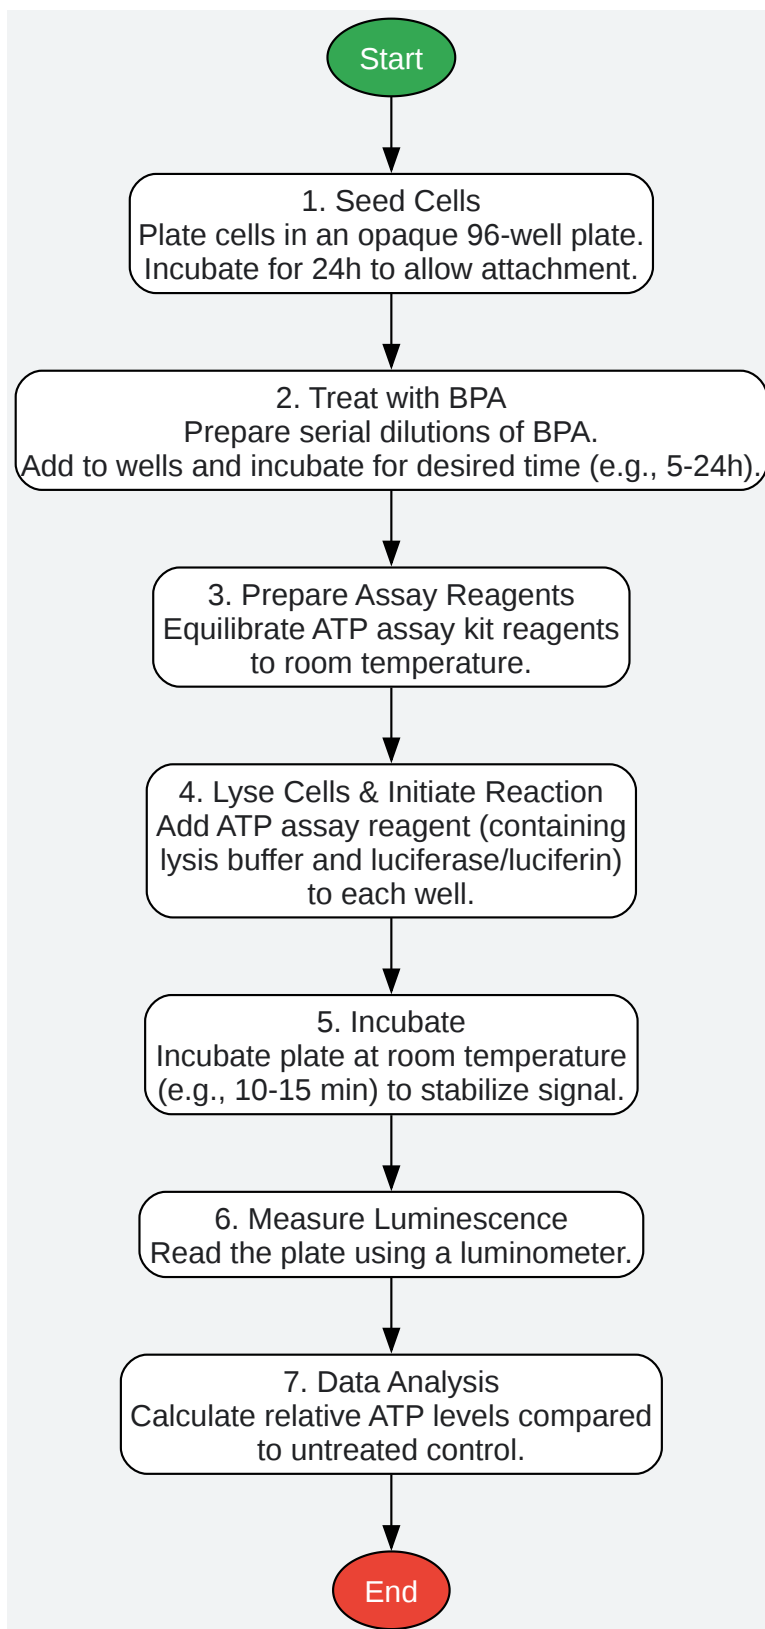 Start
1. Seed Cells
Plate cells in an opaque 96-well plate.
Incubate for 24h to allow attachment.
2. Treat with BPA
Prepare serial dilutions of BPA.
Add to wells and incubate for desired time (e.g., 5-24h).
3. Prepare Assay Reagents
Equilibrate ATP assay kit reagents
to room temperature.
4. Lyse Cells & Initiate Reaction
Add ATP assay reagent (containing
lysis buffer and luciferase/luciferin)
to each well.
5. Incubate
Incubate plate at room temperature
(e.g., 10-15 min) to stabilize signal.
6. Measure Luminescence
Read the plate using a luminometer.
7. Data Analysis
Calculate relative ATP levels compared
to untreated control.
End